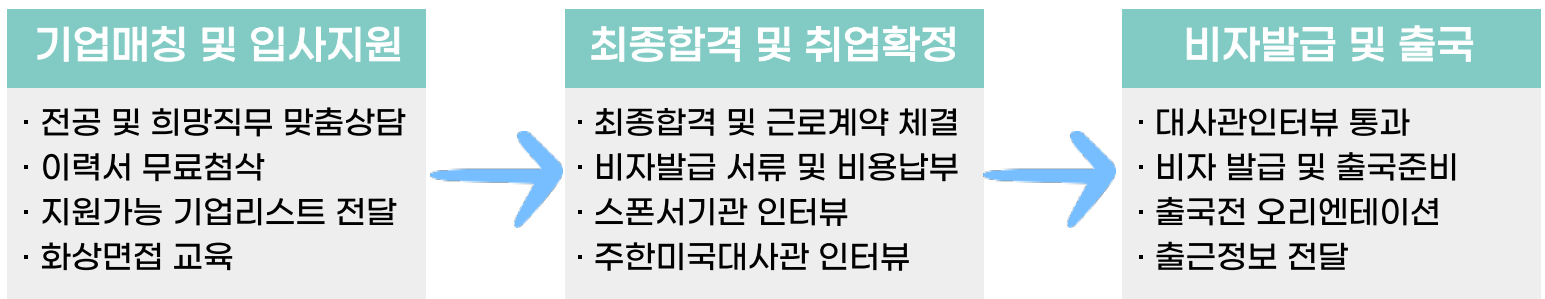 기업매칭 및 입사지원
· 전공 및 희망직무 맞춤상담
· 이력서 무료첨삭
· 지원가능 기업리스트 전달
· 화상면접 교육
최종합격 및 취업확정
· 최종합격 및 근로계약 체결
· 비자발급 서류 및 비용납부
· 스폰서기관 인터뷰
· 주한미국대사관 인터뷰
비자발급 및 출국
· 대사관인터뷰 통과
· 비자 발급 및 출국준비
· 출국전 오리엔테이션
· 출근정보 전달